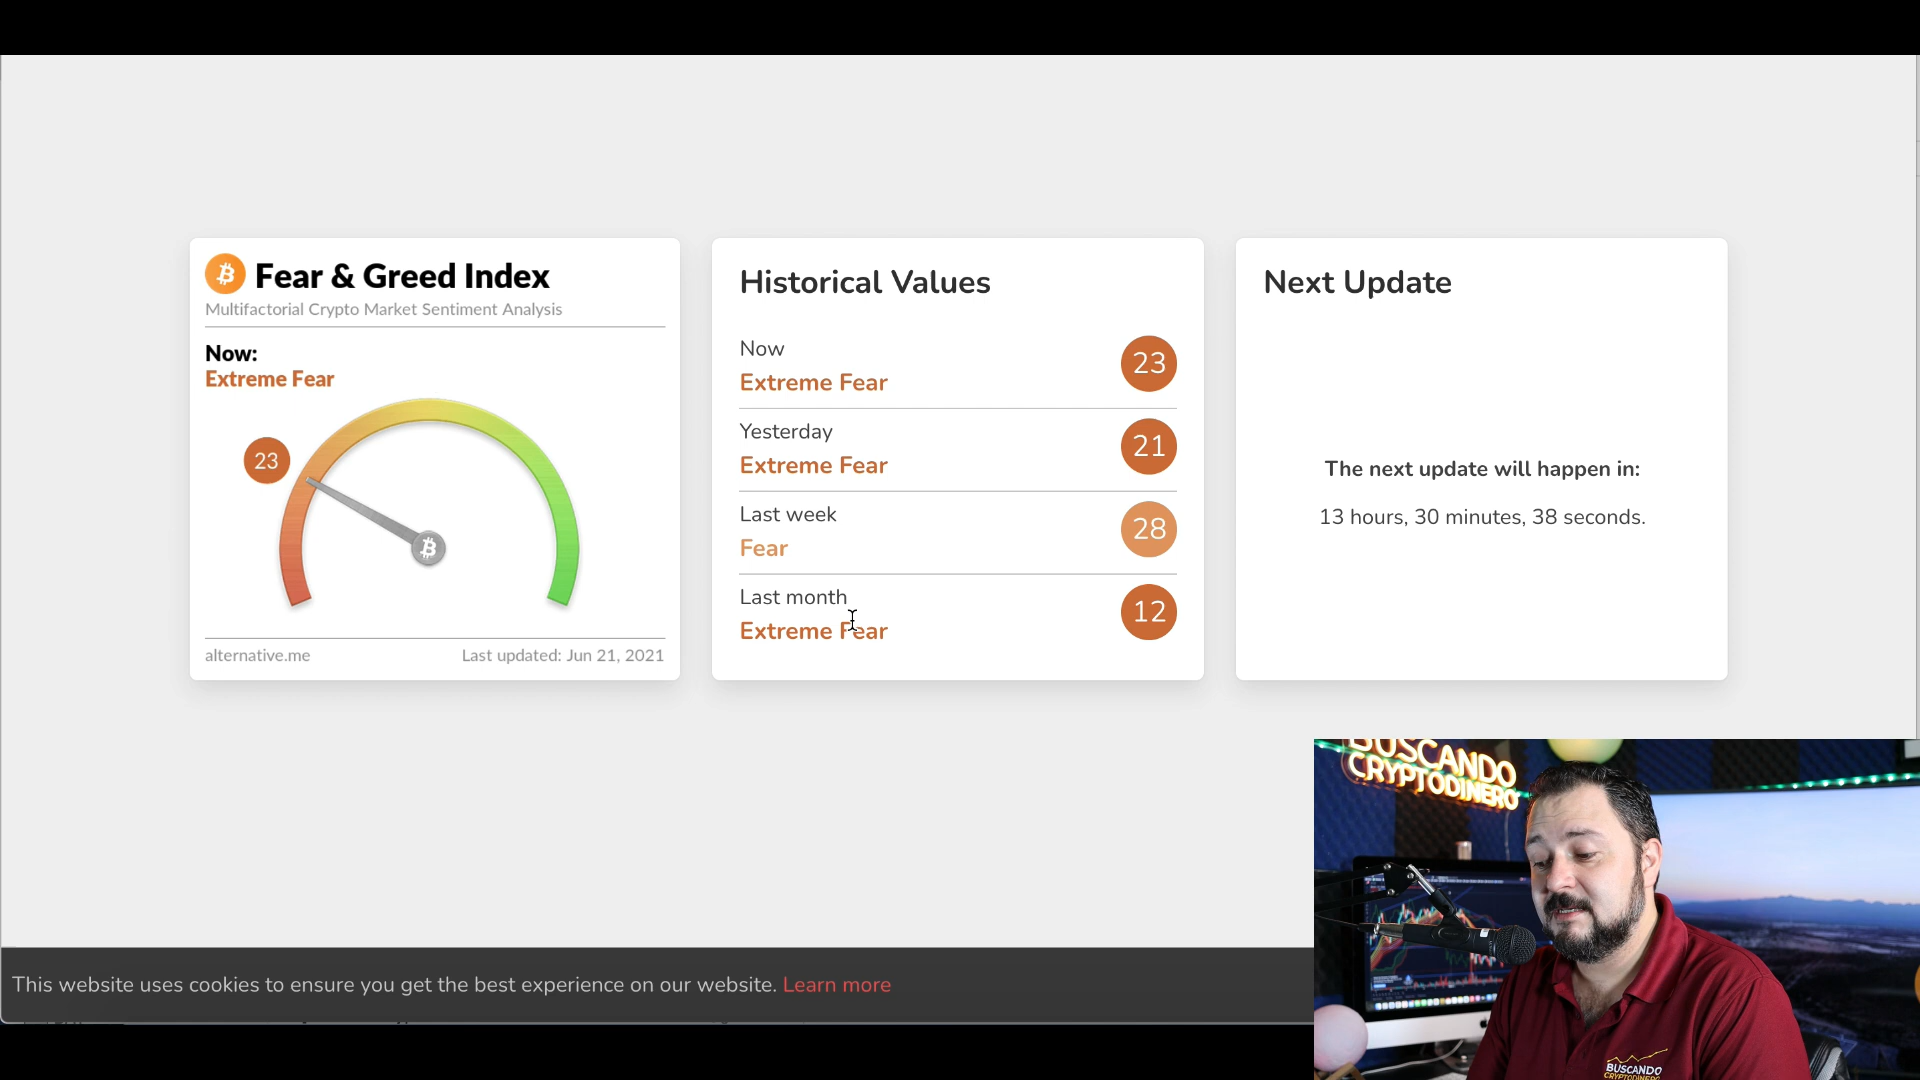 Fear & Greed Index
Multifactorial Crypto Market Sentiment Analysis
Now:
Extreme Fear
23
alternative.me
Last updated: Jun 21, 2021
Historical Values
Now
Extreme Fear
23
Yesterday
Extreme Fear
21
Last week
Fear
28
Last month
Extreme Fear
12
Next Update
The next update will happen in:
13 hours, 30 minutes, 38 seconds.
This website uses cookies to ensure you get the best experience on our website. Learn more
BUSCANDO
CRYPTODINERO
BUSCANDO
CRYPTODINERO